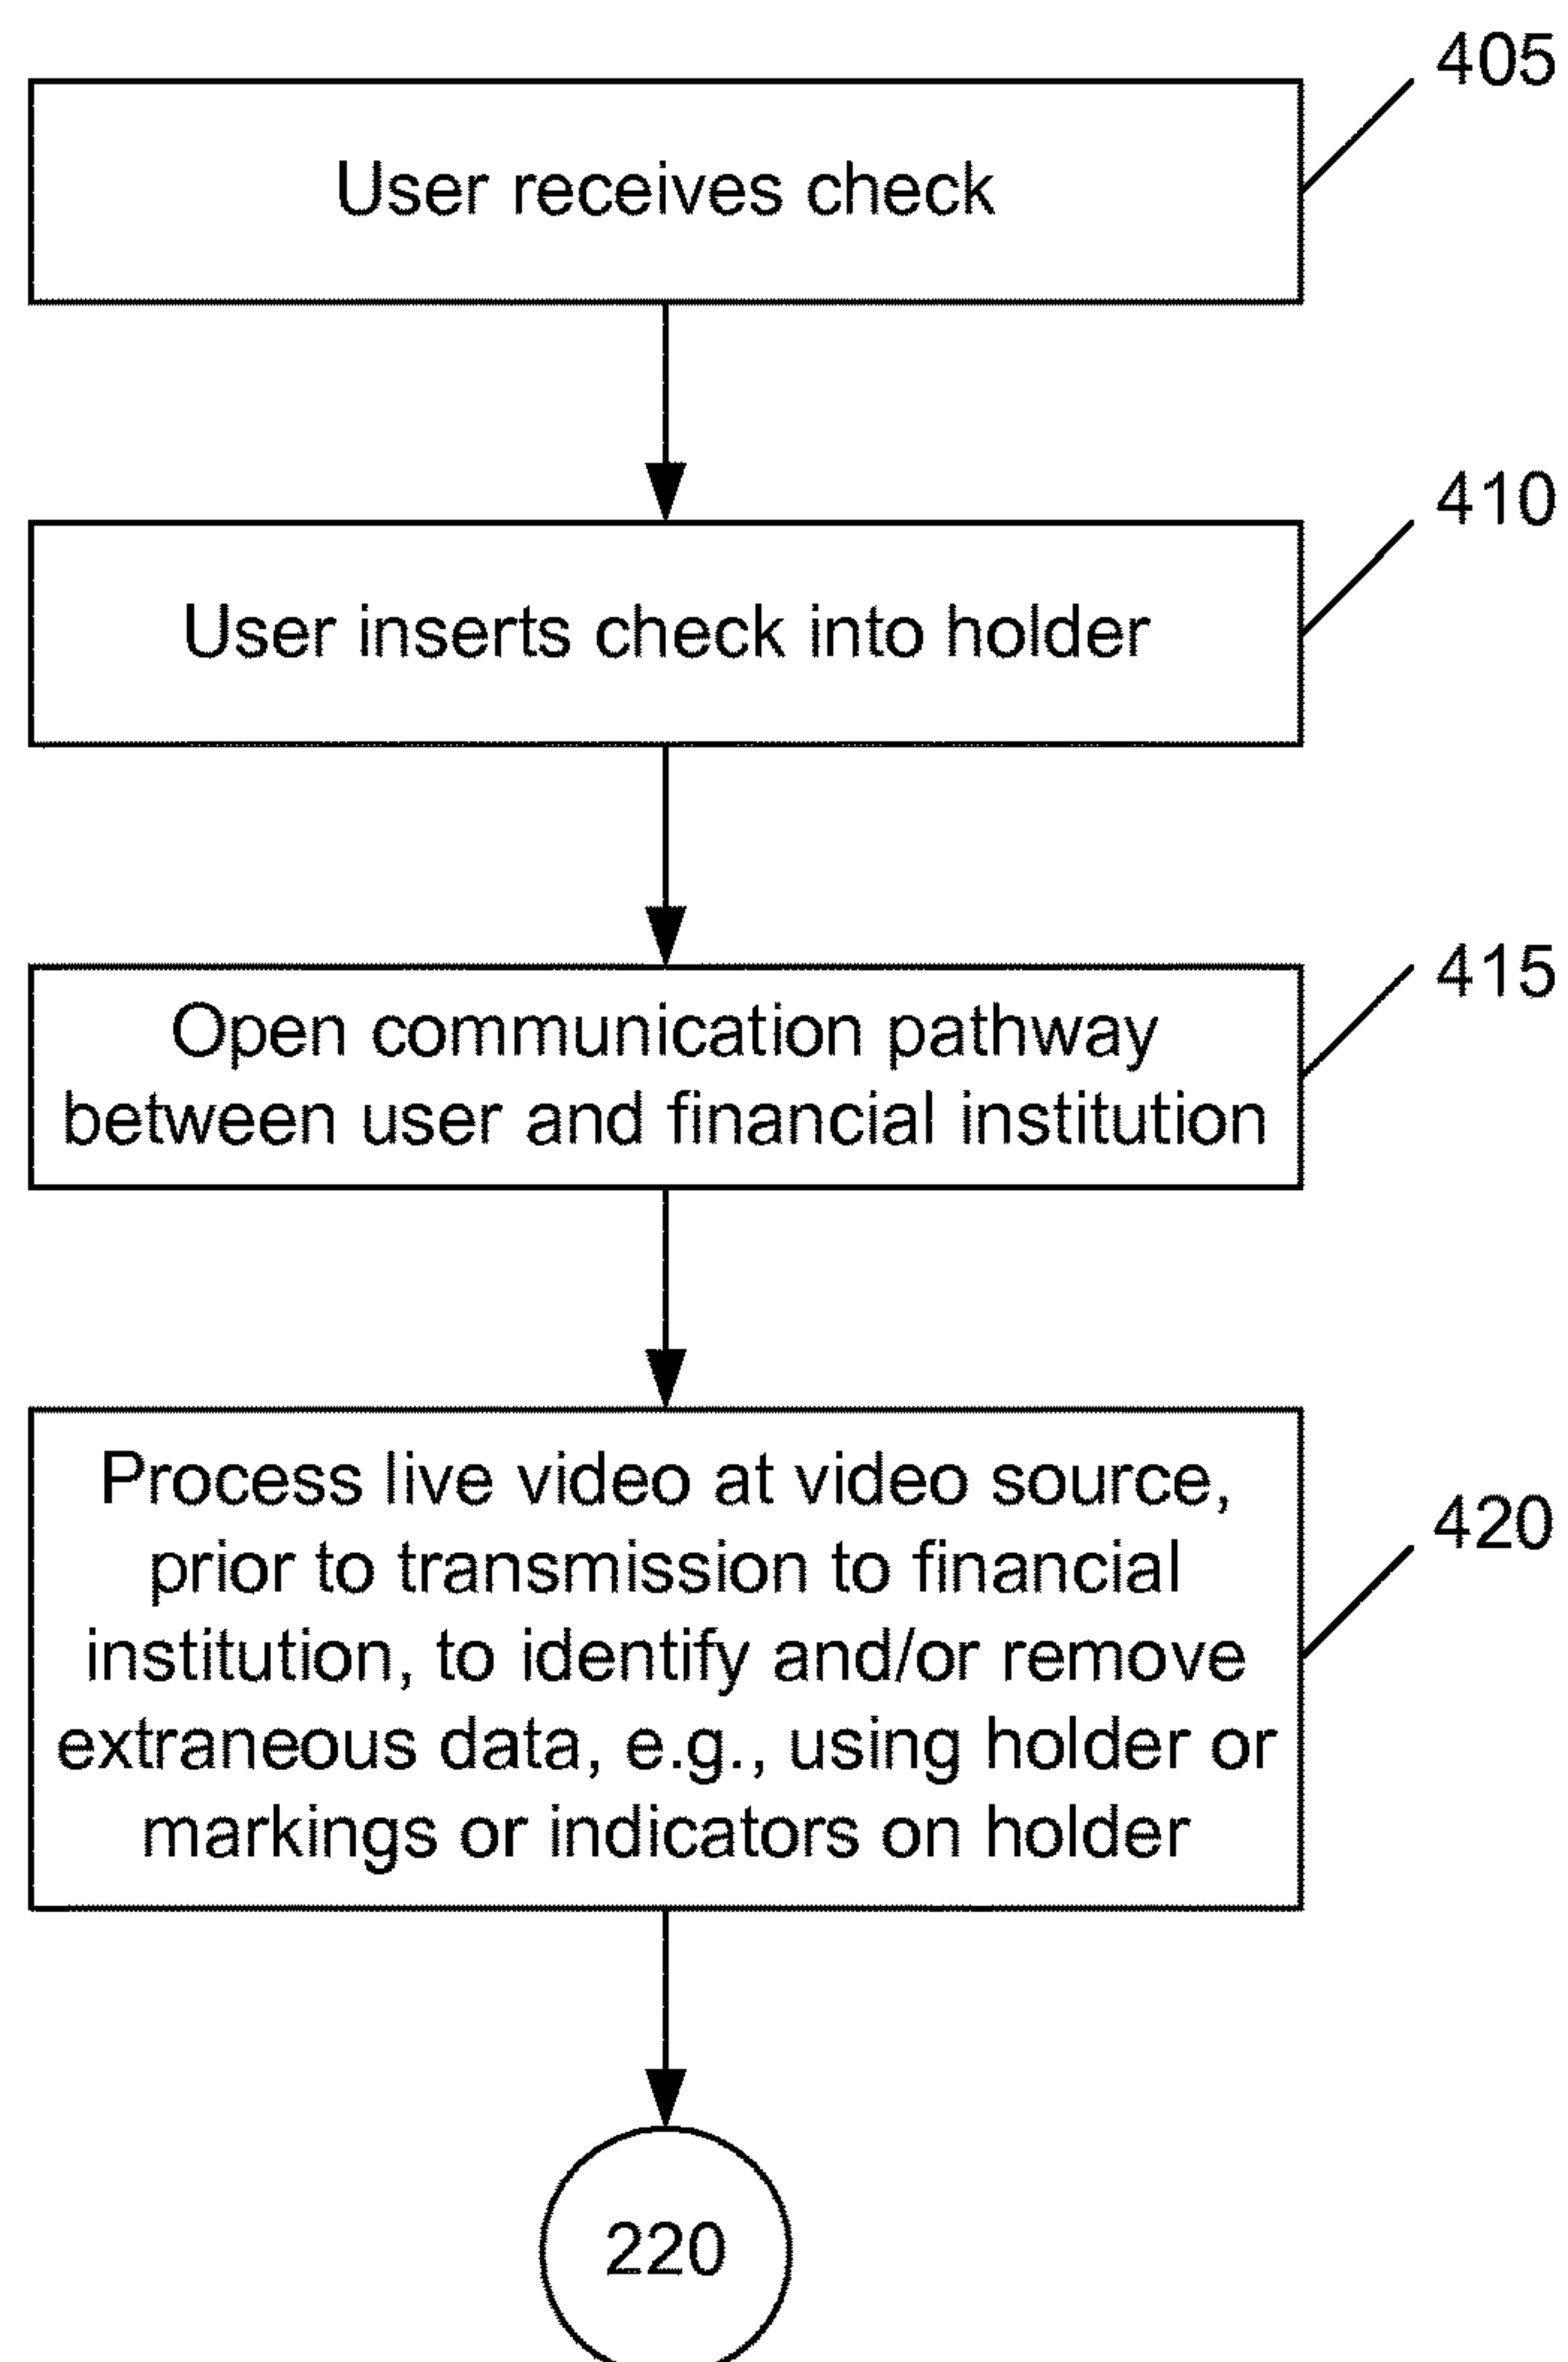 405
User receives check
410
User inserts check into holder
415
Open communication pathway
between user and financial institution
420
Process live video at video source,
prior to transmission to financial
institution, to identify and/or remove
extraneous data, e.g., using holder or
markings or indicators on holder
220